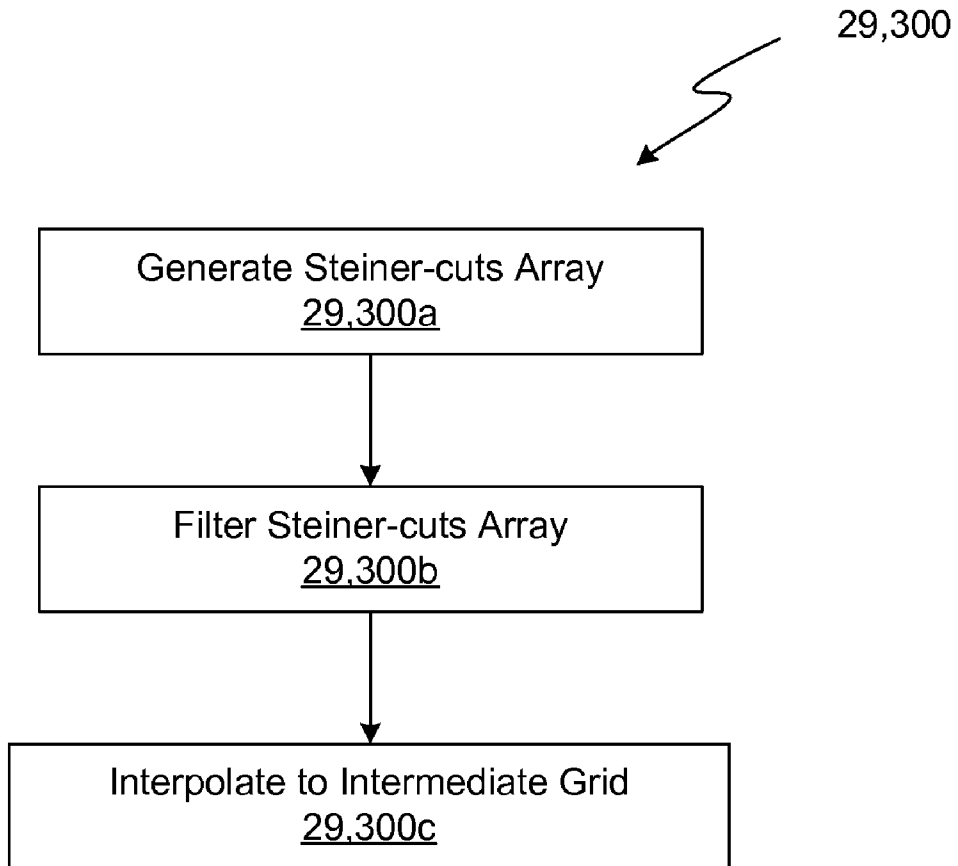 29,300
Generate Steiner-cuts Array
29,300a
Filter Steiner-cuts Array
29,300b
Interpolate to Intermediate Grid
29,300c